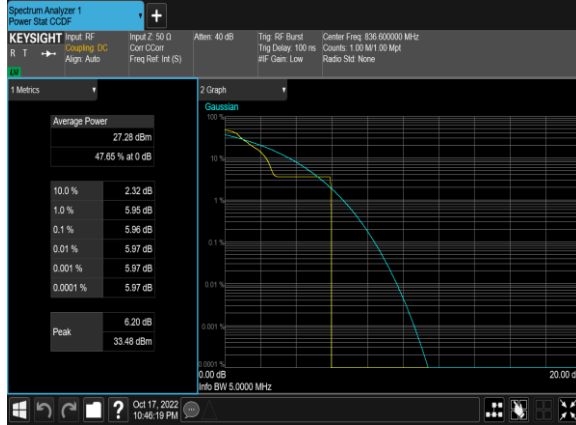 Spectrum Analyzer 1
Power Stat CCDF
+
KEYSIGHT
R T
LXI
Input: RF
Coupling: DC
Align: Auto
Input Z: 50 Ω
Corr CCorr
Freq Ref: Int (S)
Atten: 40 dB
Trig: RF Burst
Trig Delay: 100 ns
#IF Gain: Low
Center Freq: 836.600000 MHz
Counts: 1.00 M/1.00 Mpt
Radio Std: None
1 Metrics
Average Power
27.28 dBm
47.65 % at 0 dB
10.0 % 2.32 dB
1.0 % 5.95 dB
0.1 % 5.96 dB
0.01 % 5.97 dB
0.001 % 5.97 dB
0.0001 % 5.97 dB
Peak
6.20 dB
33.48 dBm
2 Graph
Gaussian
100 %
10 %
1 %
0.1 %
0.01 %
0.001 %
0.0001 %
0.00 dB
20.00 d
Info BW 5.0000 MHz
?
Oct 17, 2022
10:46:19 PM